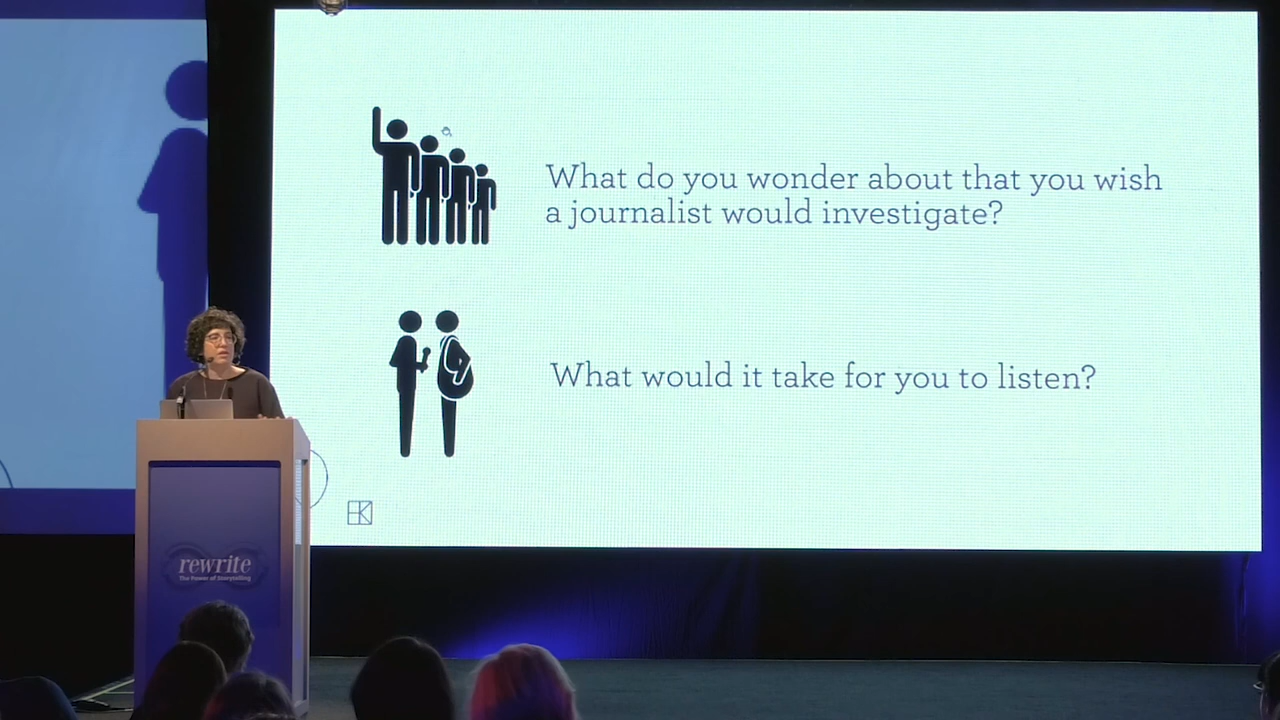 What do you wonder about that you wish
a journalist would investigate?
What would it take for you to listen?
EK
rewrite
The Power of Storytelling